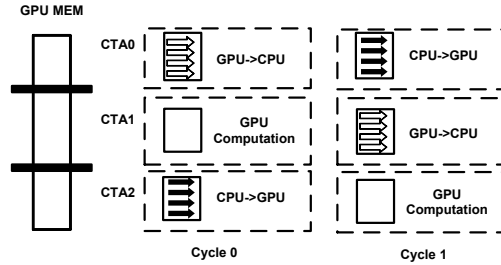 GPU MEM
CTA0
GPU->CPU
CPU->GPU
CTA1
GPU
Computation
GPU->CPU
CTA2
CPU->GPU
GPU
Computation
Cycle 0
Cycle 1